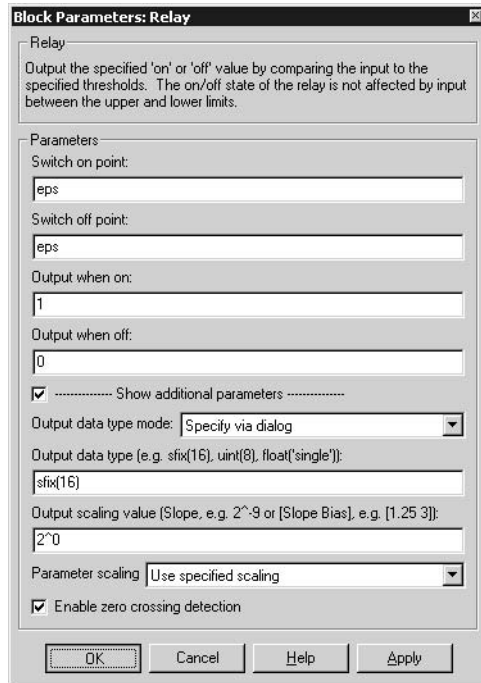 Block Parameters: Relay
Relay
Output the specified 'on' or 'off' value by comparing the input to the
specified thresholds. The on/off state of the relay is not affected by input
between the upper and lower limits.
Parameters
Switch on point:
eps
Switch off point:
eps
Output when on:
1
Output when off:
0
-------------- Show additional parameters --------------
Output data type mode: Specify via dialog
Output data type (e.g. sfix(16), uint(8), float('single')):
sfix(16)
Output scaling value (Slope, e.g. 2^-9 or [Slope Bias], e.g. [1.25 3]):
2^0
Parameter scaling Use specified scaling
Enable zero crossing detection
OK Cancel Help Apply